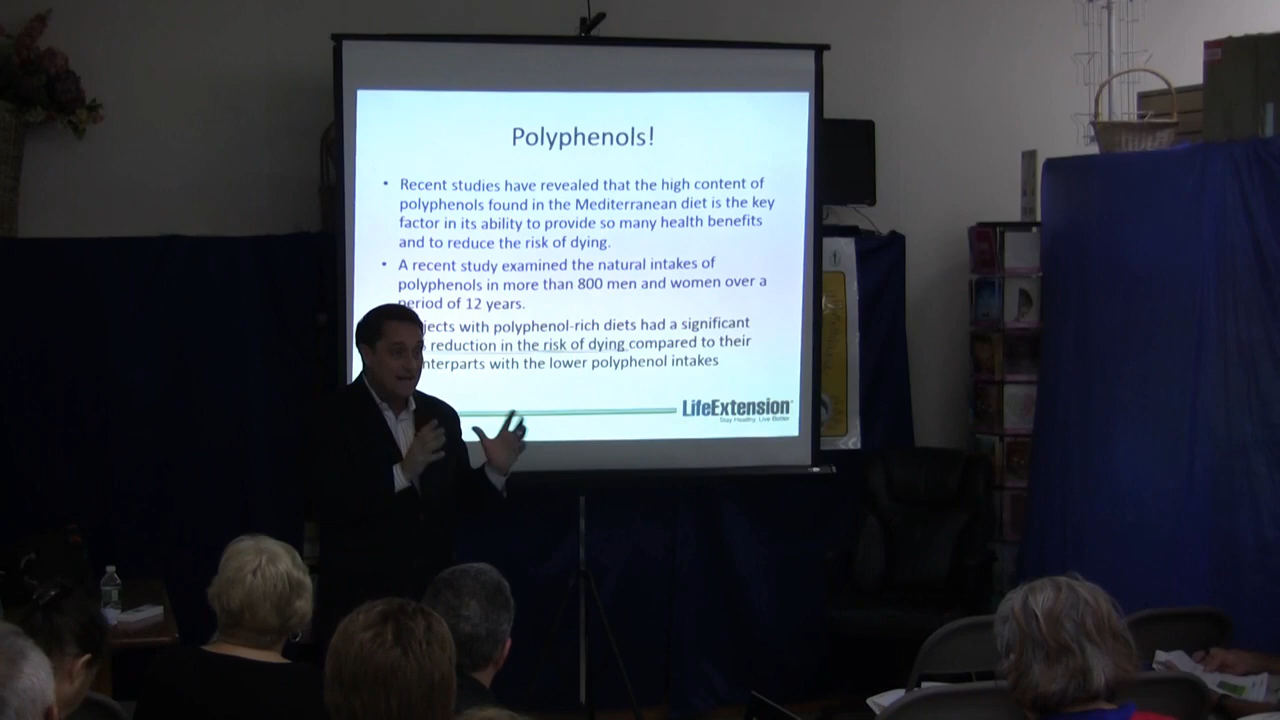 Polyphenols!
• Recent studies have revealed that the high content of
polyphenols found in the Mediterranean diet is the key
factor in its ability to provide so many health benefits
and to reduce the risk of dying.
• A recent study examined the natural intakes of
polyphenols in more than 800 men and women over a
period of 12 years.
jects with polyphenol-rich diets had a significant
reduction in the risk of dying compared to their
nterparts with the lower polyphenol intakes
LifeExtension
Stay Healthy, Live Better